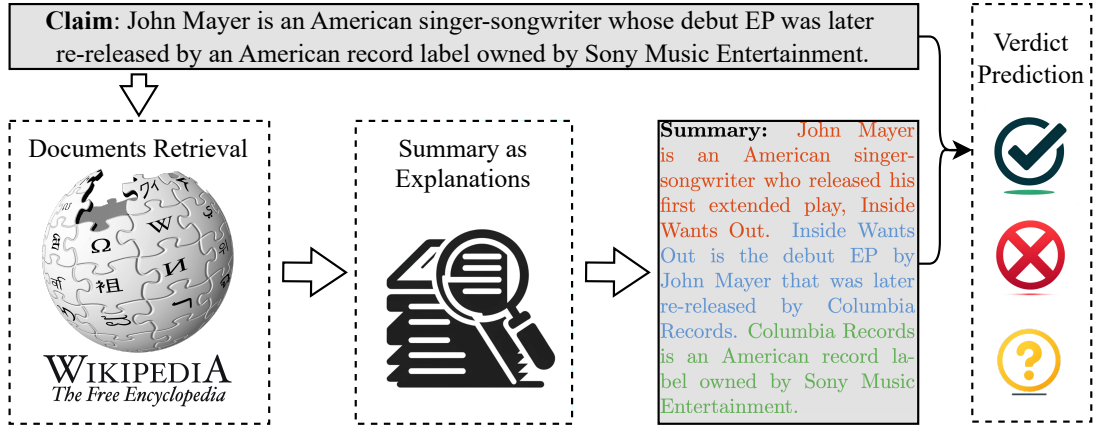 Claim: John Mayer is an American singer-songwriter whose debut EP was later
re-released by an American record label owned by Sony Music Entertainment.
Verdict
Prediction
Documents Retrieval
Summary as
Explanations
Summary: John Mayer
is an American singer-
songwriter who released his
first extended play, Inside
Wants Out. Inside Wants
Out is the debut EP by
John Mayer that was later
re-released by Columbia
Records. Columbia Records
is an American record la-
bel owned by Sony Music
Entertainment.
Ω
W
И
祖
WIKIPEDIA
The Free Encyclopedia
?